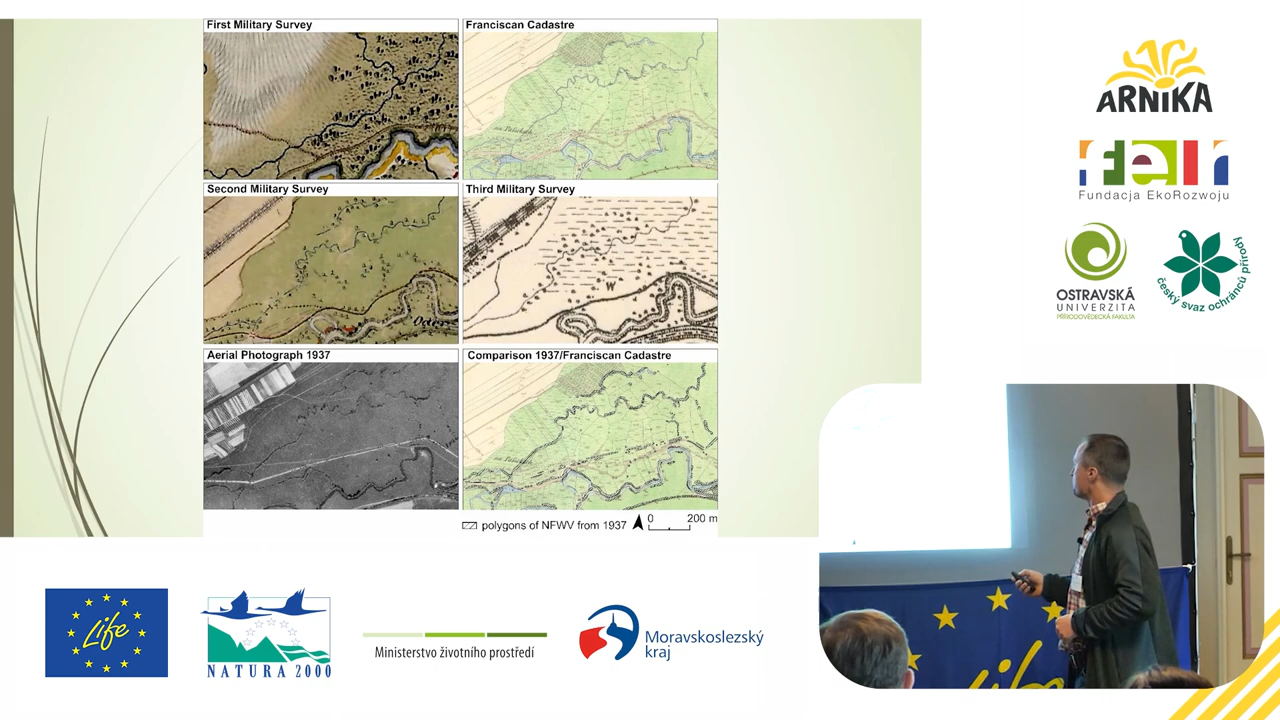 First Military Survey
Franciscan Cadastre
Second Military Survey
Third Military Survey
W
Aerial Photograph 1937
Comparison 1937/Franciscan Cadastre
polygons of NFWV from 1937
0 200 m
ARNIKA
feri
Fundacja EkoRozwoju
OSTRAVSKÁ
UNIVERZITA
PŘÍRODOVĚDECKÁ FAKULTA
český svaz ochránců přírody
Life
NATURA 2000
Ministerstvo životního prostředí
Moravskoslezský
kraj
Life